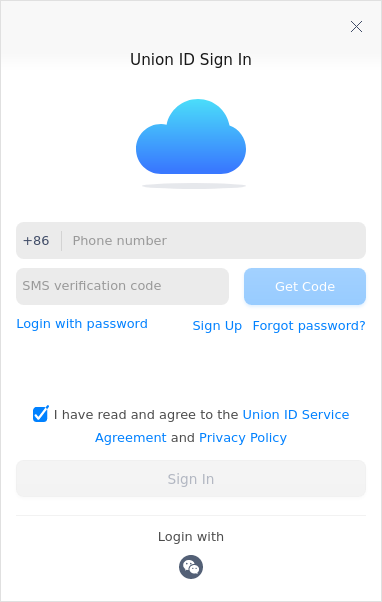 Union ID Sign In
+86 Phone number
SMS verification code Get Code
Login with password Sign Up Forgot password?
I have read and agree to the Union ID Service
Agreement and Privacy Policy
Sign In
Login with